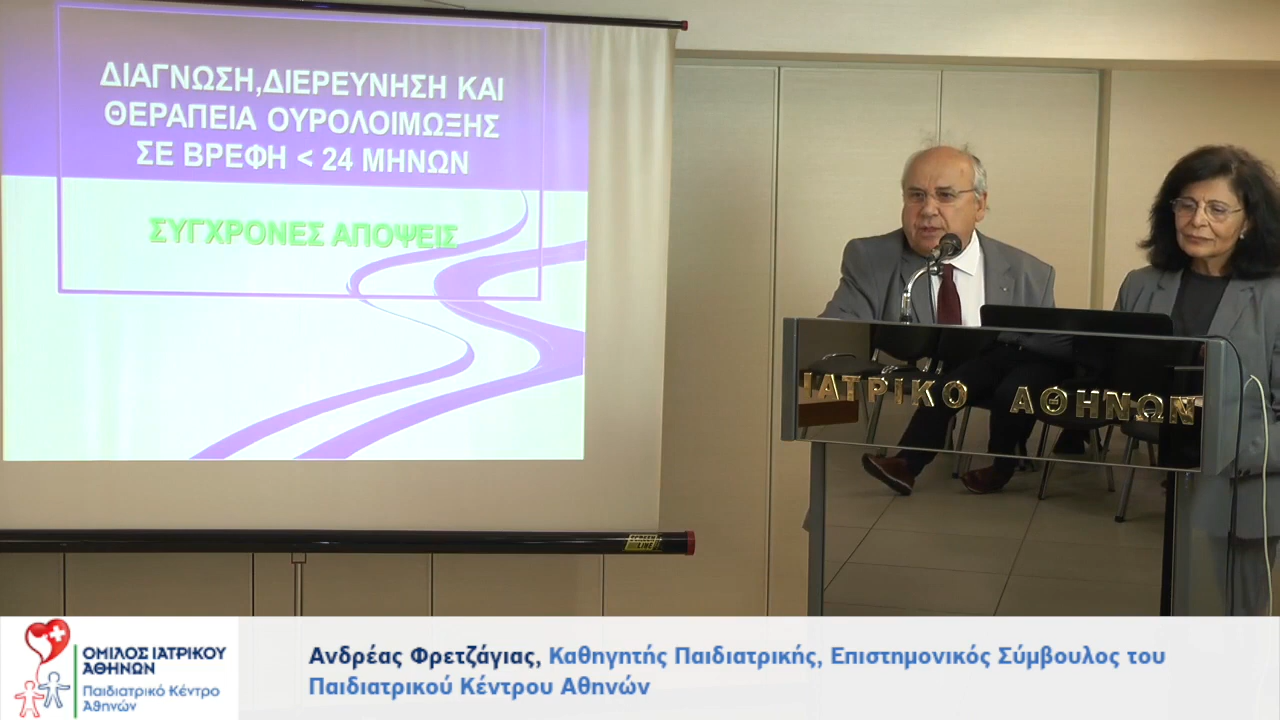 ΔΙΑΓΝΩΣΗ,ΔΙΕΡΕΥΝΗΣΗ ΚΑΙ
ΘΕΡΑΠΕΙΑ ΟΥΡΟΛΟΙΜΩΞΗΣ
ΣΕ ΒΡΕΦΗ < 24 ΜΗΝΩΝ
ΣΥΓΧΡΟΝΕΣ ΑΠΟΨΕΙΣ
ΙΑΤΡΙΚΟ ΑΘΗΝΩΝ
ΟΜΙΛΟΣ ΙΑΤΡΙΚΟΥ
ΑΘΗΝΩΝ
Παιδιατρικό Κέντρο
Αθηνών
Ανδρέας Φρετζάγιας, Καθηγητής Παιδιατρικής, Επιστημονικός Σύμβουλος του
Παιδιατρικού Κέντρου Αθηνών